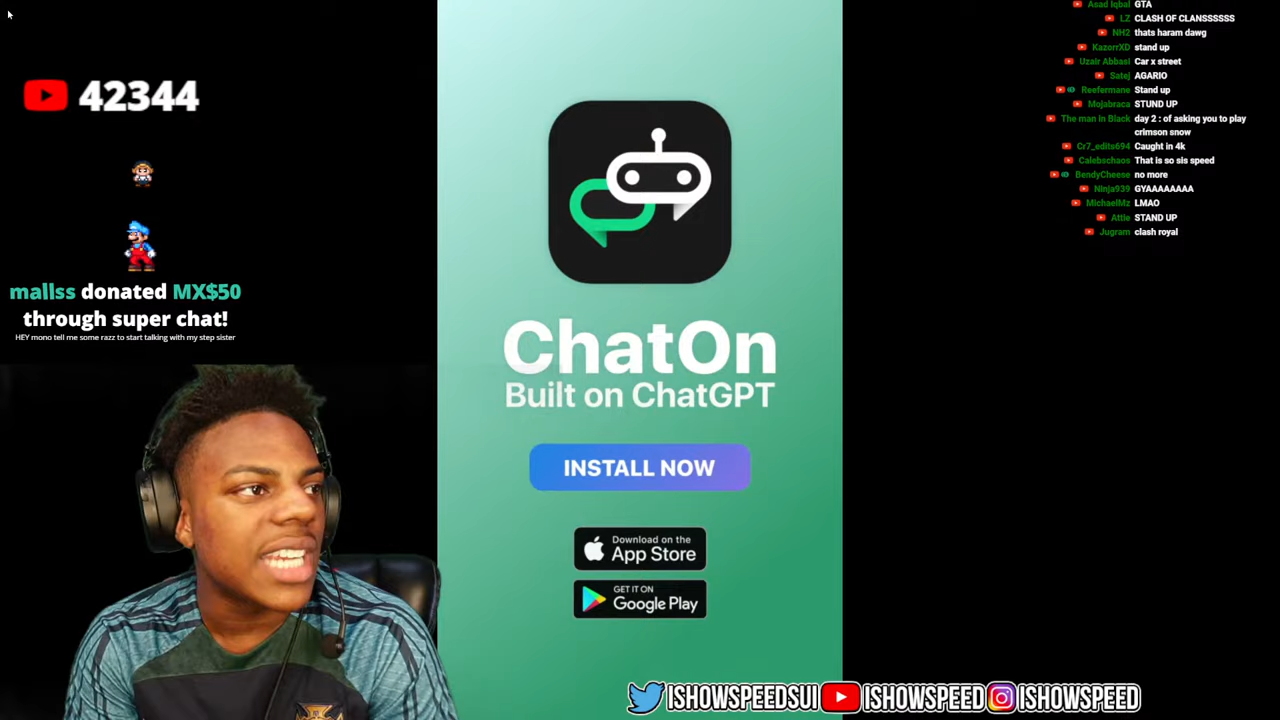 42344
mallss donated MX$50
through super chat!
HEY mono tell me some razz to start talking with my step sister
ChatOn
Built on ChatGPT
INSTALL NOW
Download on the
App Store
GET IT ON
Google Play
Asad Iqbal GTA
LZ CLASH OF CLANSSSSSS
NH2 thats haram dawg
KazorrXD stand up
Uzair Abbasi Car x street
Satej AGARIO
Reefermane Stand up
Mojabraca STUND UP
The man In Black day 2 : of asking you to play
crimson snow
Cr7_edits694 Caught in 4k
Calebschaos That is so sis speed
BendyCheese no more
Ninja939 GYAAAAAAAA
MichaelMz LMAO
Attie STAND UP
Jugram clash royal
ISHOWSPEEDSUI ISHOWSPEED ISHOWSPEED